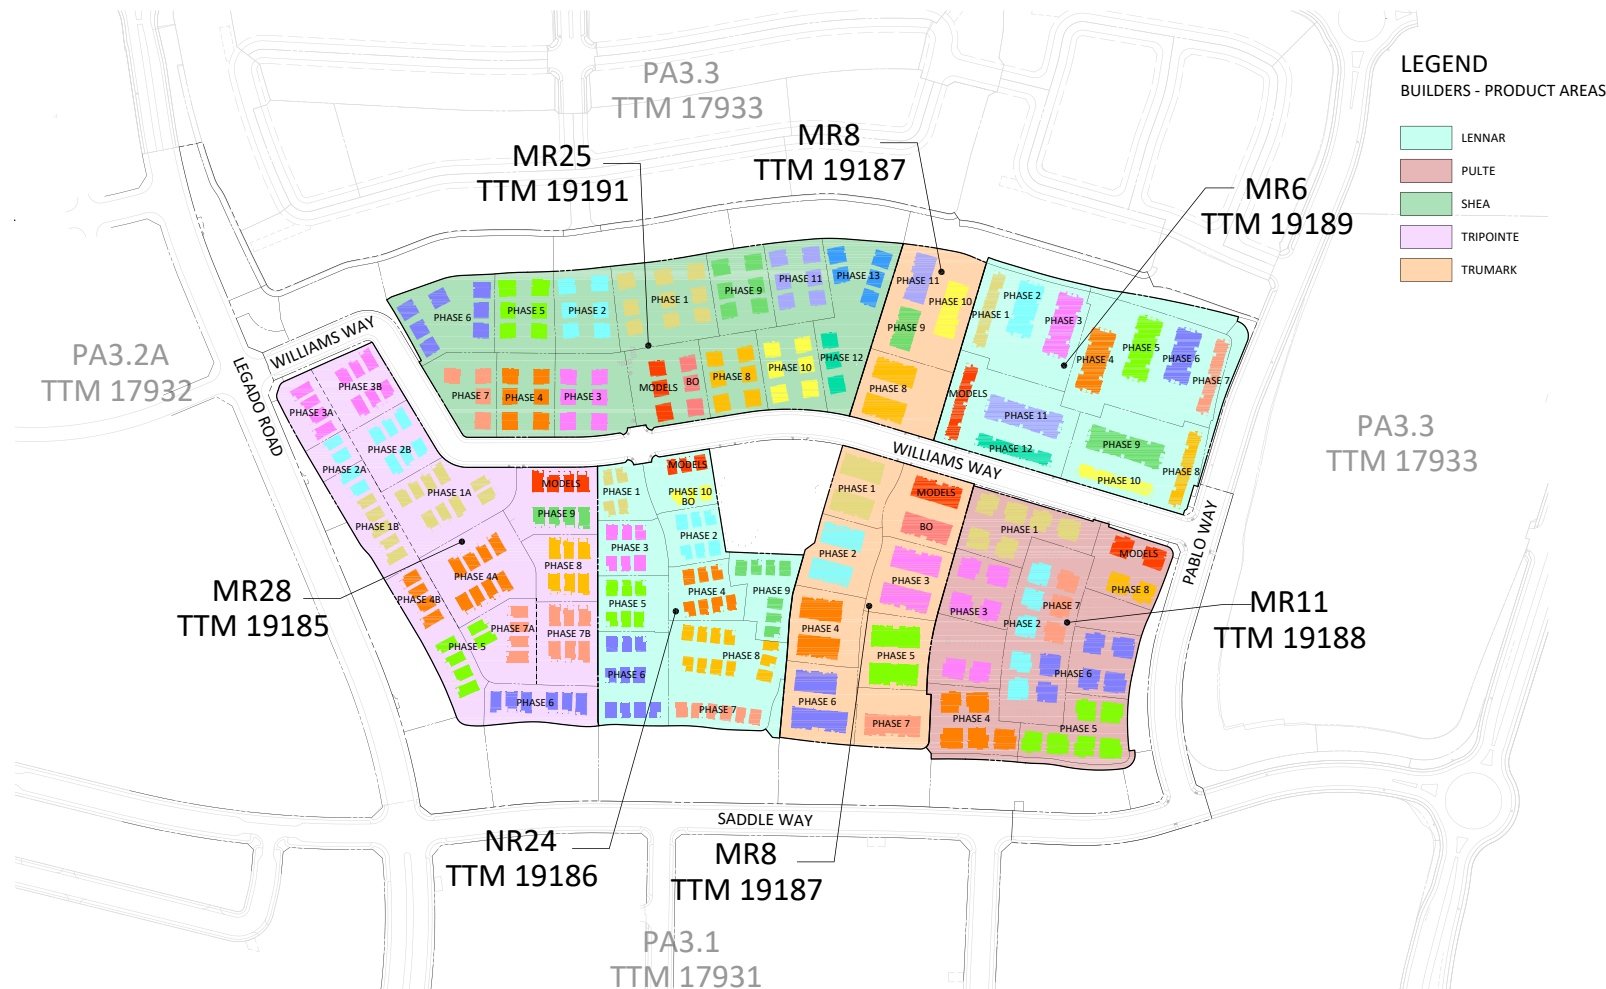 PA3.3
TTM 17933
LEGEND
BUILDERS - PRODUCT AREAS
LENNAR
PULTE
SHEA
TRIPOINTE
TRUMARK
MR25
TTM 19191
MR8
TTM 19187
MR6
TTM 19189
PA3.2A
TTM 17932
PA3.3
TTM 17933
WILLIAMS WAY
LEGADO ROAD
WILLIAMS WAY
PABLO WAY
SADDLE WAY
PHASE 6
PHASE 5
PHASE 2
PHASE 1
PHASE 9
PHASE 11
PHASE 13
PHASE 7
PHASE 4
PHASE 3
MODELS
BO
PHASE 8
PHASE 10
PHASE 12
PHASE 11
PHASE 10
PHASE 9
PHASE 8
PHASE 1
PHASE 2
PHASE 3
PHASE 4
PHASE 5
PHASE 6
PHASE 7
MODELS
PHASE 11
PHASE 12
PHASE 9
PHASE 10
PHASE 8
PHASE 3B
PHASE 3A
PHASE 2B
PHASE 2A
PHASE 1A
PHASE 1B
MODELS
PHASE 9
PHASE 8
PHASE 4A
PHASE 4B
PHASE 7A
PHASE 7B
PHASE 5
PHASE 6
PHASE 1
MODELS
PHASE 10
BO
PHASE 2
PHASE 3
PHASE 4
PHASE 9
PHASE 5
PHASE 8
PHASE 6
PHASE 7
PHASE 1
MODELS
BO
PHASE 2
PHASE 3
PHASE 4
PHASE 5
PHASE 6
PHASE 7
PHASE 1
MODELS
PHASE 8
PHASE 7
PHASE 3
PHASE 2
PHASE 6
PHASE 4
PHASE 5
MR28
TTM 19185
MR11
TTM 19188
NR24
TTM 19186
MR8
TTM 19187
PA3.1
TTM 17931